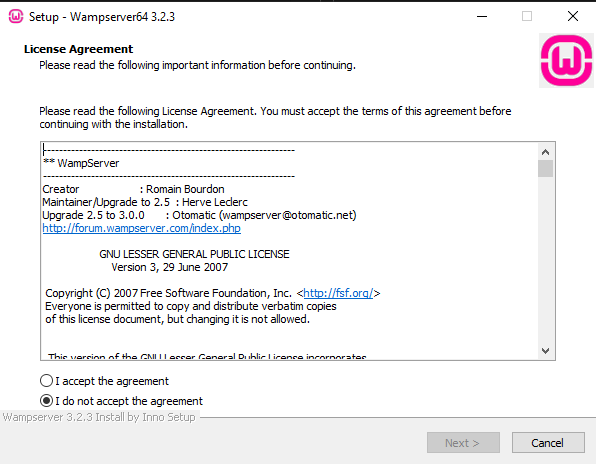 Setup - Wampserver64 3.2.3
License Agreement
Please read the following important information before continuing.
Please read the following License Agreement. You must accept the terms of this agreement before
continuing with the installation.
------------------------------------------------------------
** WampServer
------------------------------------------------------------
Creator : Romain Bourdon
Maintainer/Upgrade to 2.5 : Herve Leclerc
Upgrade 2.5 to 3.0.0 : Otomatic (wampserver@otomatic.net)
http://forum.wampserver.com/index.php
GNU LESSER GENERAL PUBLIC LICENSE
Version 3, 29 June 2007
Copyright (C) 2007 Free Software Foundation, Inc. <http://fsf.org/>
Everyone is permitted to copy and distribute verbatim copies
of this license document, but changing it is not allowed.
This version of the GNU Lesser General Public License incorporates
I accept the agreement
I do not accept the agreement
Wampserver 3.2.3 Install by Inno Setup
Next >
Cancel